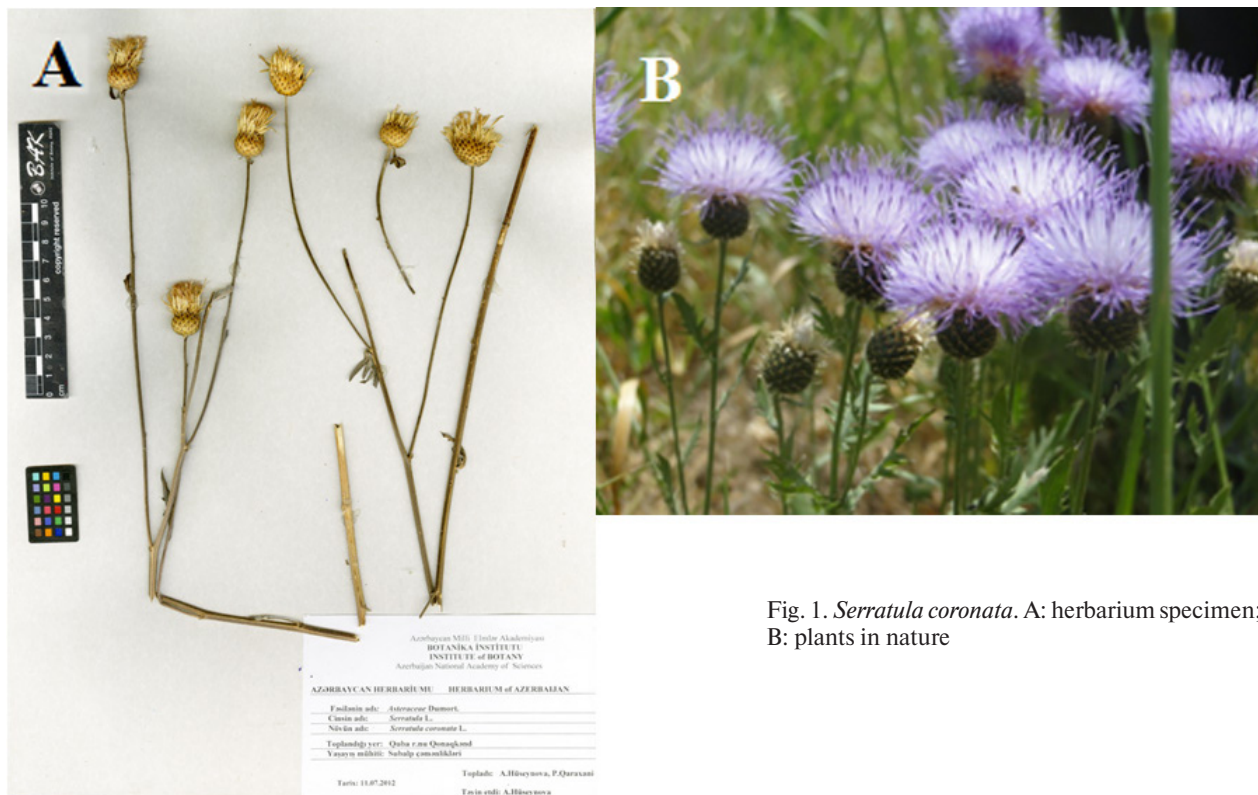 A
B
BAK
copyright reserved
0 1 2 3 4 5 6 7 8 9 10
cm
Azərbaycan Milli Elmlər Akademiyası
BOTANİKA İNSTİTUTU
INSTITUTE of BOTANY
Azerbaijan National Academy of Sciences
AZƏRBAYCAN HERBARİUMU HERBARIUM of AZERBAIJAN
Fəsilənin adı: Asteraceae Dumort.
Cinsin adı: Serratula L.
Növün adı: Serratula coronata L.
Toplandığı yer: Quba r.nu Qonaqkənd
Yaşayış mühiti: Subalp çəmənlikləri
Topladı: A.Hüseynova, P.Qaraxani
Tarix: 11.07.2012
Təyin etdi: A.Hüseynova
Fig. 1. Serratula coronata. A: herbarium specimen;
B: plants in nature